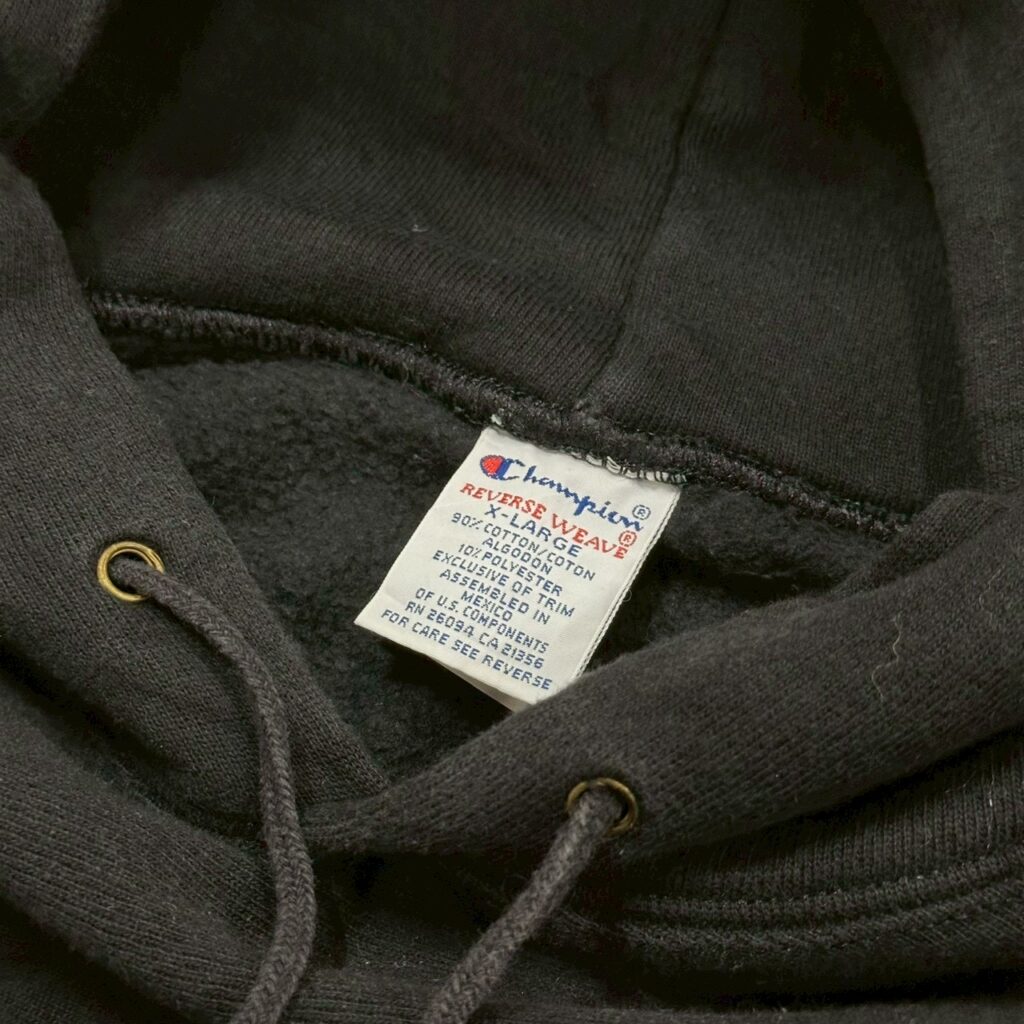 Champion®
REVERSE WEAVE®
X-LARGE
90% COTTON/COTON
ALGODON
10% POLYESTER
EXCLUSIVE OF TRIM
ASSEMBLED IN
MEXICO
OF U.S. COMPONENTS
RN 26094 CA 21356
FOR CARE SEE REVERSE